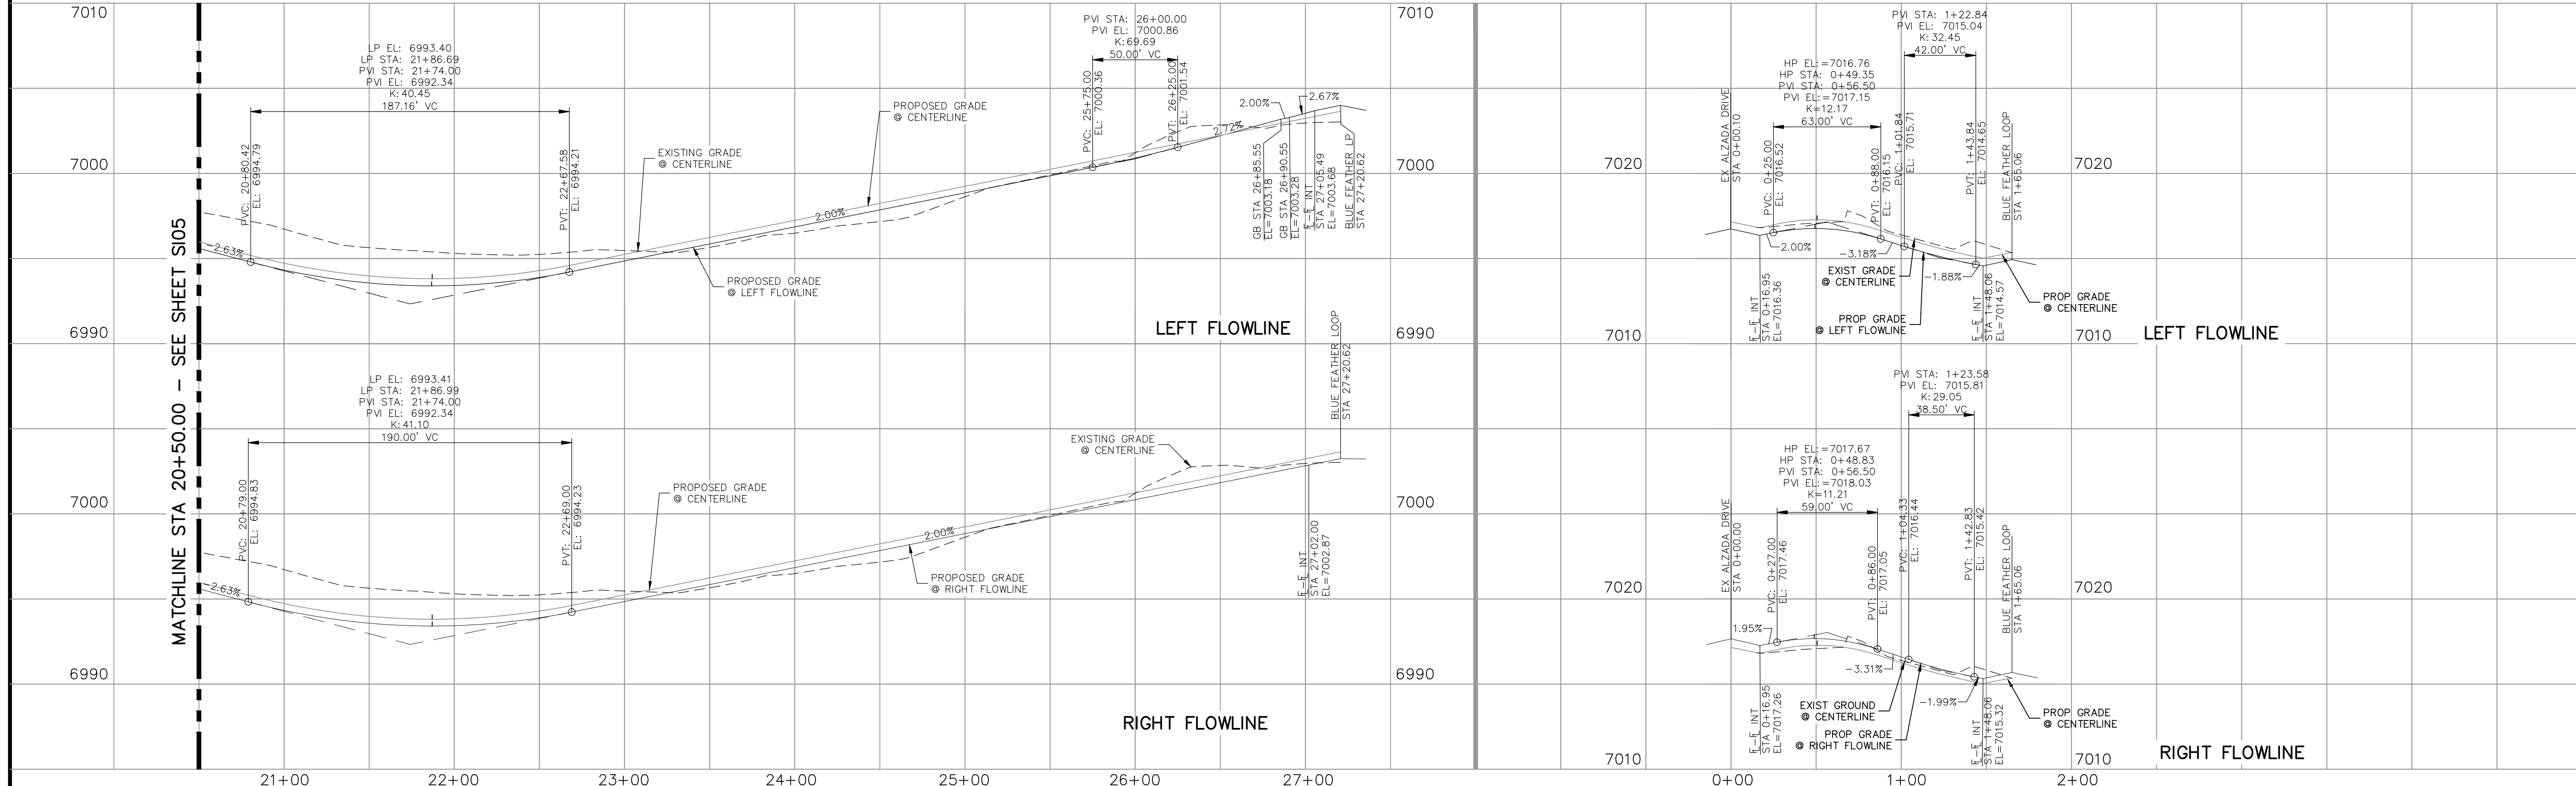 MATCHLINE STA 20+50.00 – SEE SHEET SI05
7010
7000
6990
7000
6990
LP EL: 6993.40
LP STA: 21+86.69
PVI STA: 21+74.00
PVI EL: 6992.34
K:40.45
187.16' VC
PVC: 20+80.42
EL: 6994.79
PVT: 22+67.58
EL: 6994.21
-2.63%
EXISTING GRADE
@ CENTERLINE
PROPOSED GRADE
@ LEFT FLOWLINE
PROPOSED GRADE
@ CENTERLINE
2.00%
PVI STA: 26+00.00
PVI EL: 7000.86
K:69.69
50.00' VC
PVC: 25+75.00
EL: 7000.36
PVT: 26+25.00
EL: 7001.54
2.72%
2.00%
2.67%
GB STA 26+85.55
EL=7003.18
GB STA 26+90.55
EL=7003.28
STA 27+05.49
EL=7003.68
BLUE FEATHER LP
STA 27+20.62
7010
7000
6990
7000
6990
LEFT FLOWLINE
LP EL: 6993.41
LP STA: 21+86.99
PVI STA: 21+74.00
PVI EL: 6992.34
K:41.10
190.00' VC
PVC: 20+79.00
EL: 6994.83
PVT: 22+69.00
EL: 6994.23
-2.63%
PROPOSED GRADE
@ CENTERLINE
2.00%
PROPOSED GRADE
@ RIGHT FLOWLINE
EXISTING GRADE
@ CENTERLINE
BLUE FEATHER LOOP
STA 27+20.62
STA 27+02.00
EL=7002.87
RIGHT FLOWLINE
21+00
22+00
23+00
24+00
25+00
26+00
27+00
7020
7010
7020
7010
EX ALZADA DRIVE
STA 0+00.10
HP EL:=7016.76
HP STA: 0+49.35
PVI STA: 0+56.50
PVI EL:=7017.15
K=12.17
63.00' VC
PVC: 0+25.00
EL: 7016.52
PVT: 0+88.00
EL: 7016.15
PVI STA: 1+22.84
PVI EL: 7015.04
K:32.45
42.00' VC
PVC: 1+01.84
EL: 7015.71
PVT: 1+43.84
EL: 7014.65
BLUE FEATHER LOOP
STA 1+65.06
2.00%
-3.18%
-1.88%
EXIST GRADE
@ CENTERLINE
PROP GRADE
@ LEFT FLOWLINE
PROP GRADE
@ CENTERLINE
STA 0+16.95
EL=7016.36
STA 1+48.06
EL=7014.57
7020
7010
7020
7010
LEFT FLOWLINE
EX ALZADA DRIVE
STA 0+00.00
HP EL:=7017.67
HP STA: 0+48.83
PVI STA: 0+56.50
PVI EL:=7018.03
K=11.21
59.00' VC
PVC: 0+27.00
EL: 7017.46
PVT: 0+86.00
EL: 7017.05
PVI STA: 1+23.58
PVI EL: 7015.81
K:29.05
38.50' VC
PVC: 1+04.33
EL: 7016.44
PVT: 1+42.83
EL: 7015.42
BLUE FEATHER LOOP
STA 1+65.06
1.95%
-3.31%
-1.99%
EXIST GROUND
@ CENTERLINE
PROP GRADE
@ RIGHT FLOWLINE
PROP GRADE
@ CENTERLINE
STA 0+16.95
EL=7017.26
STA 1+48.06
EL=7015.32
RIGHT FLOWLINE
0+00
1+00
2+00